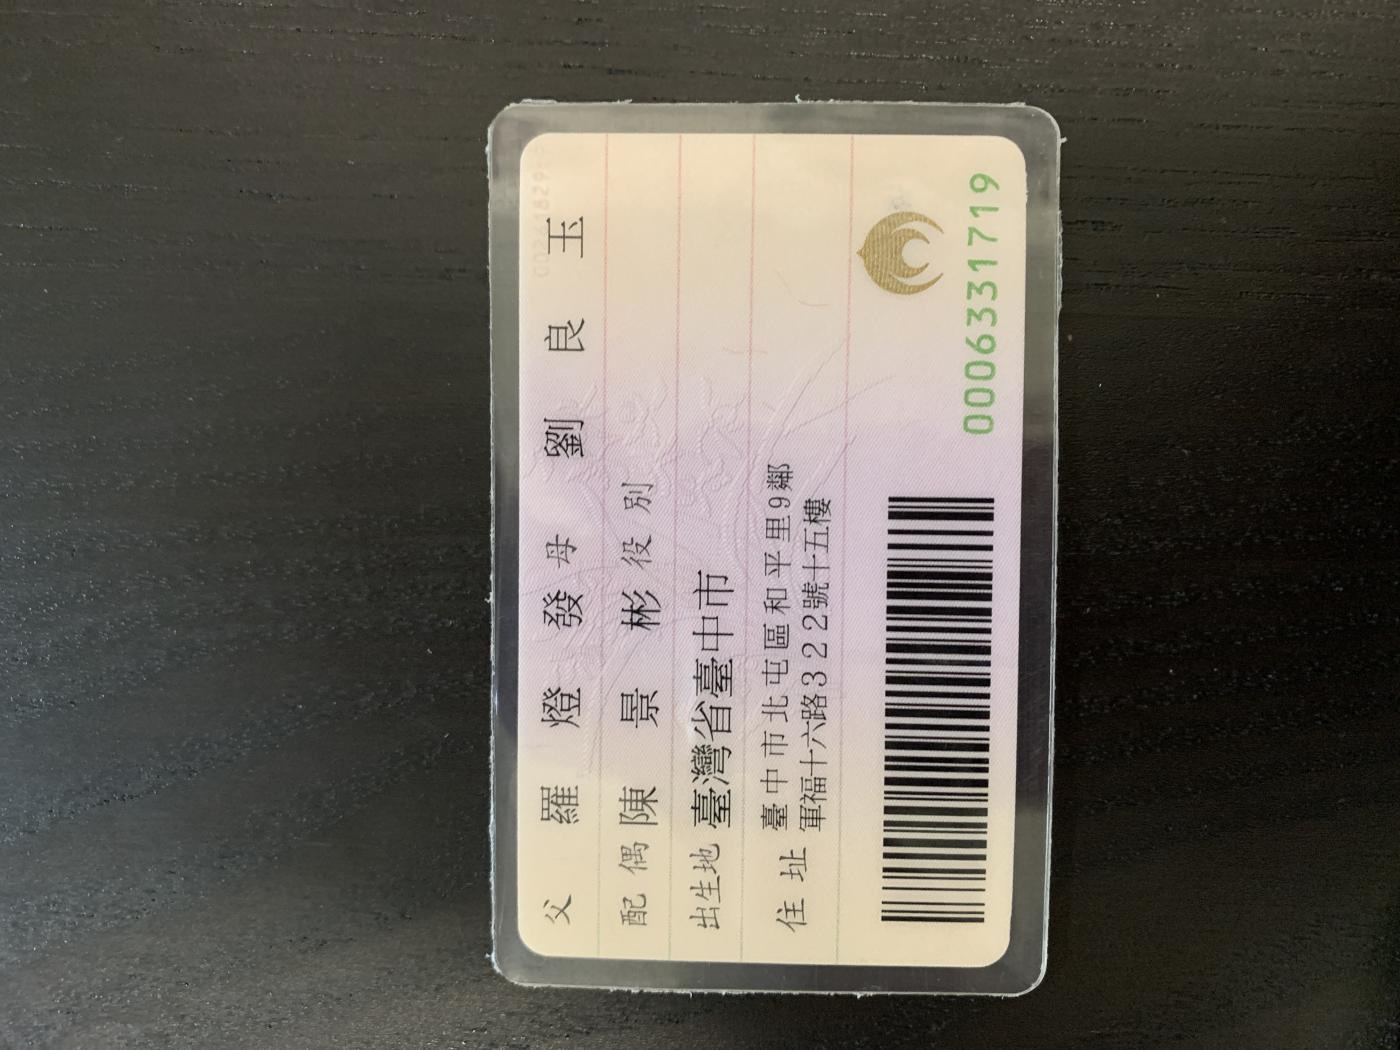 父 羅燈發 母 劉良玉
配偶 陳景彬 役別
出生地 臺灣省臺中市
住址 臺中市北屯區和平里9鄰
軍福十六路322號十五樓
0006331719